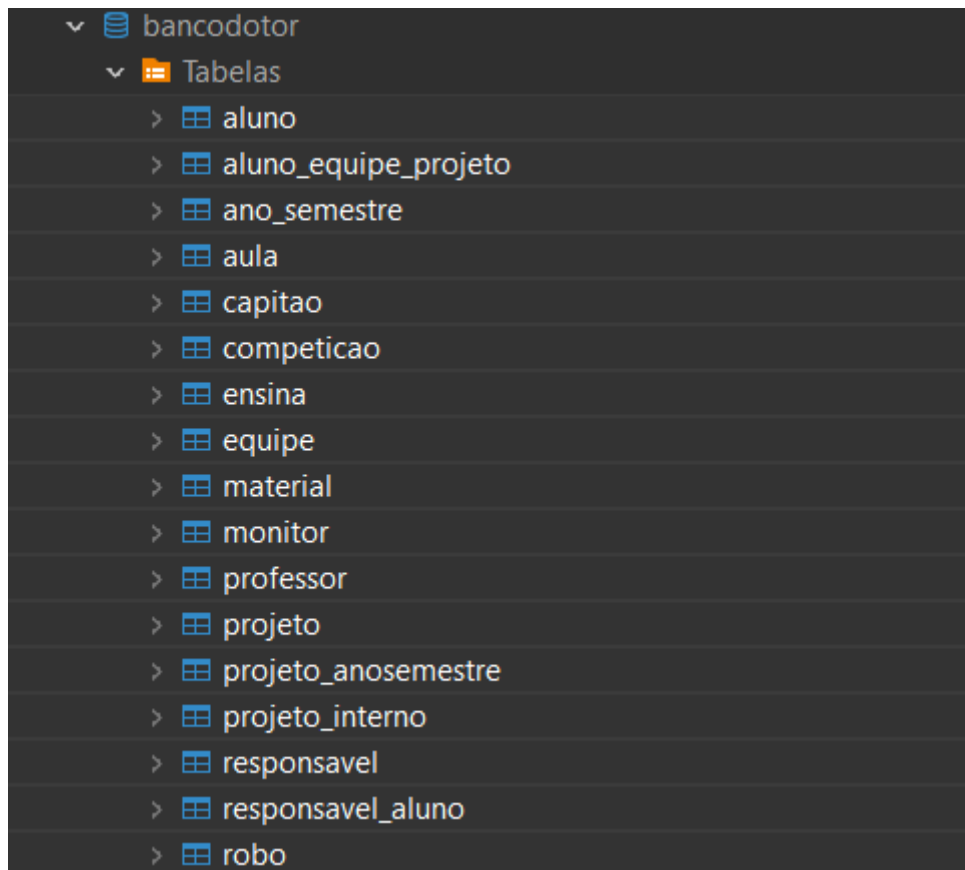 bancodotor
Tabelas
aluno
aluno_equipe_projeto
ano_semestre
aula
capitao
competicao
ensina
equipe
material
monitor
professor
projeto
projeto_anosemestre
projeto_interno
responsavel
responsavel_aluno
robo